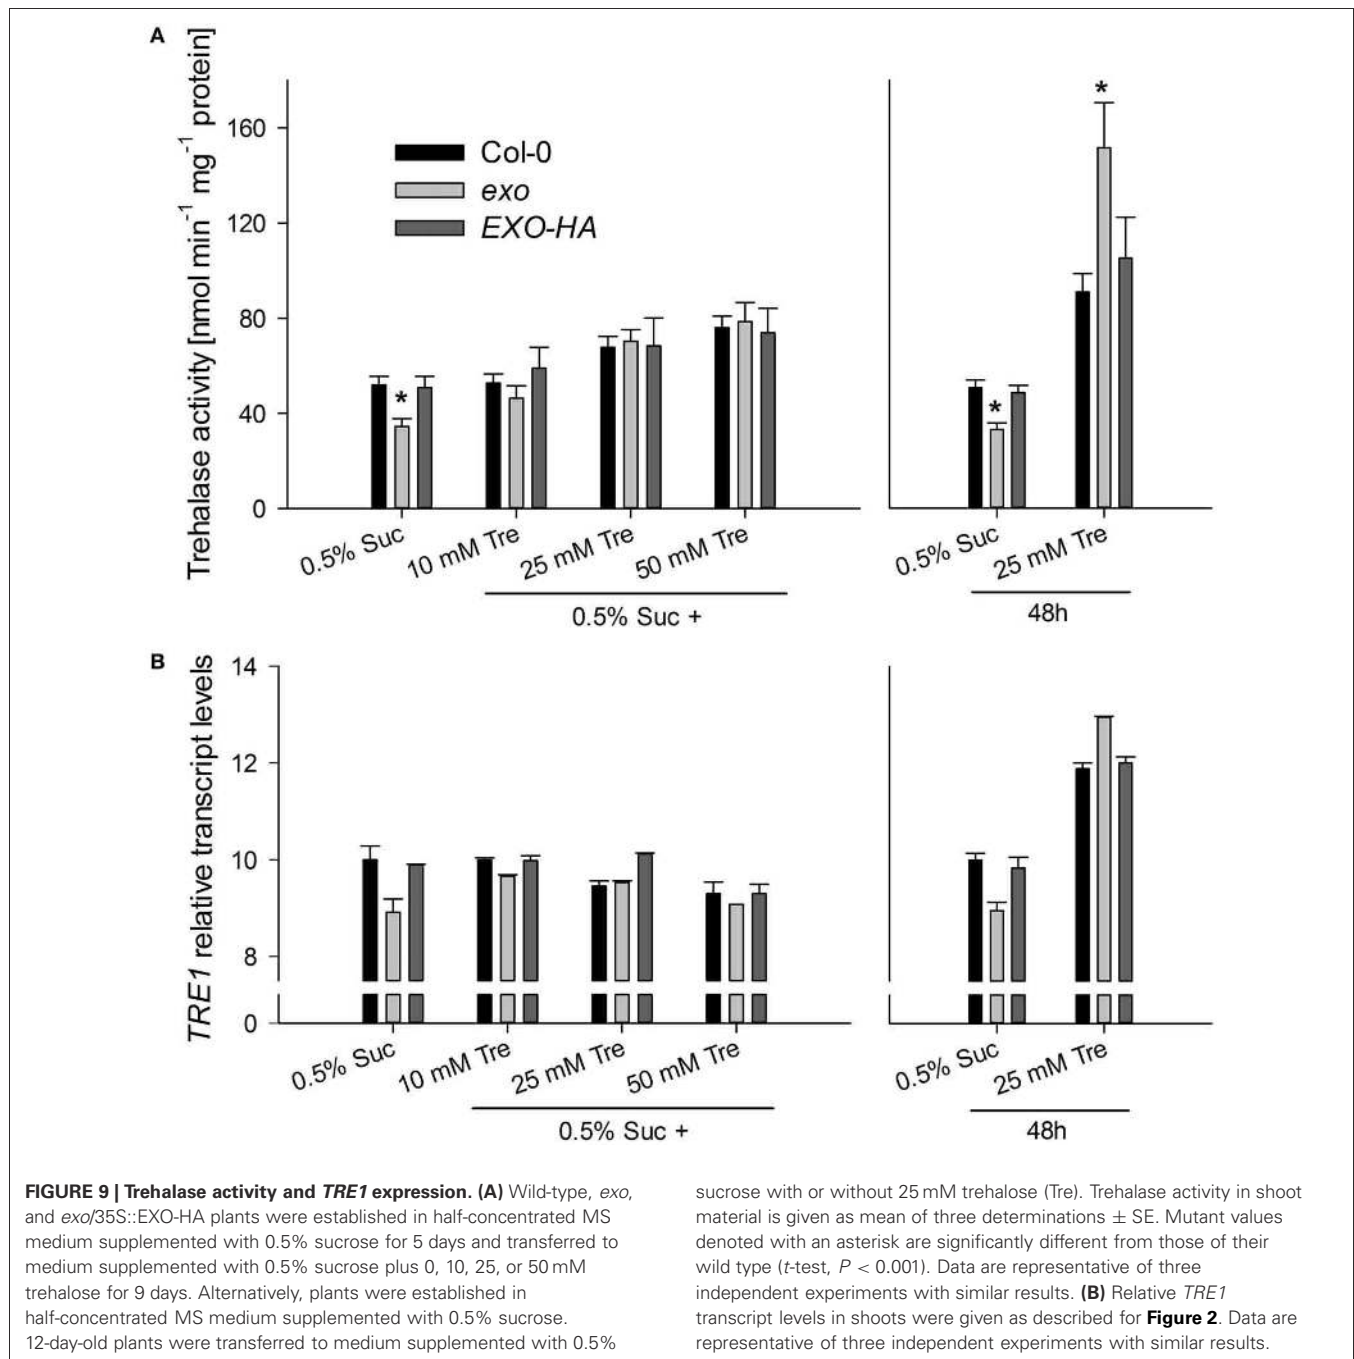 A
Trehalase activity [nmol min-1 mg-1 protein]
160
120
80
40
0
Col-0
exo
EXO-HA
*
*
*
0.5% Suc
10 mM Tre
25 mM Tre
50 mM Tre
0.5% Suc +
0.5% Suc
25 mM Tre
48h
B
TRE1 relative transcript levels
14
12
10
8
0
0.5% Suc
10 mM Tre
25 mM Tre
50 mM Tre
0.5% Suc +
0.5% Suc
25 mM Tre
48h
FIGURE 9 | Trehalase activity and TRE1 expression. (A) Wild-type, exo,
and exo/35S::EXO-HA plants were established in half-concentrated MS
medium supplemented with 0.5% sucrose for 5 days and transferred to
medium supplemented with 0.5% sucrose plus 0, 10, 25, or 50 mM
trehalose for 9 days. Alternatively, plants were established in
half-concentrated MS medium supplemented with 0.5% sucrose.
12-day-old plants were transferred to medium supplemented with 0.5%
sucrose with or without 25 mM trehalose (Tre). Trehalase activity in shoot
material is given as mean of three determinations ± SE. Mutant values
denoted with an asterisk are significantly different from those of their
wild type (t-test, P < 0.001). Data are representative of three
independent experiments with similar results. (B) Relative TRE1
transcript levels in shoots were given as described for Figure 2. Data are
representative of three independent experiments with similar results.